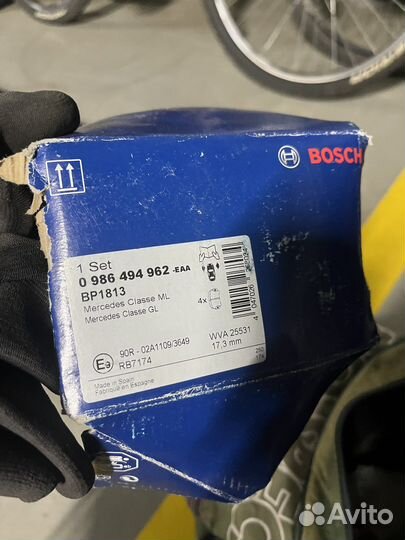 BOSCH
1 Set
0 986 494 962 -EAA
BP1813
Mercedes Classe ML
Mercedes Classe GL
4x
90R - 02A1109/3649
RB7174
WVA 25531
17,3 mm
Made in Spain
Fabriqué en Espagne
Avito